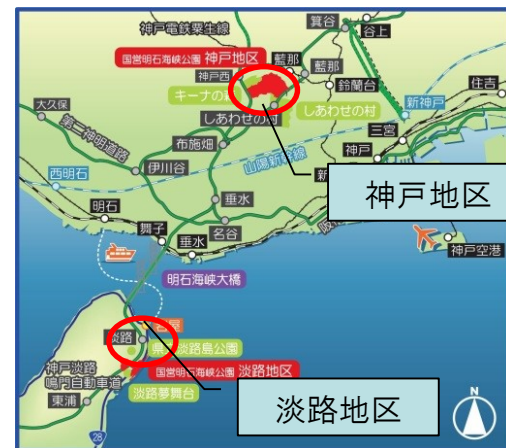 神戸電鉄粟生線
箕谷
谷上
国営明石海峡公園 神戸地区
藍那
藍那
神戸西
鈴蘭台
住吉
キーナの
しあわせの村
新神戸
大久保
しあわせの村
三宮
第二神明道路
布施畑
神戸
伊川谷
山陽新幹線
西明石
新
垂水
神戸地区
明石
名谷
舞子
垂水
神戸空港
明石海峡大橋
岩屋
淡路
県立淡路島公園
神戸淡路
鳴門自動車道
国営明石海峡公園 淡路地区
淡路夢舞台
東浦
淡路地区
N
28